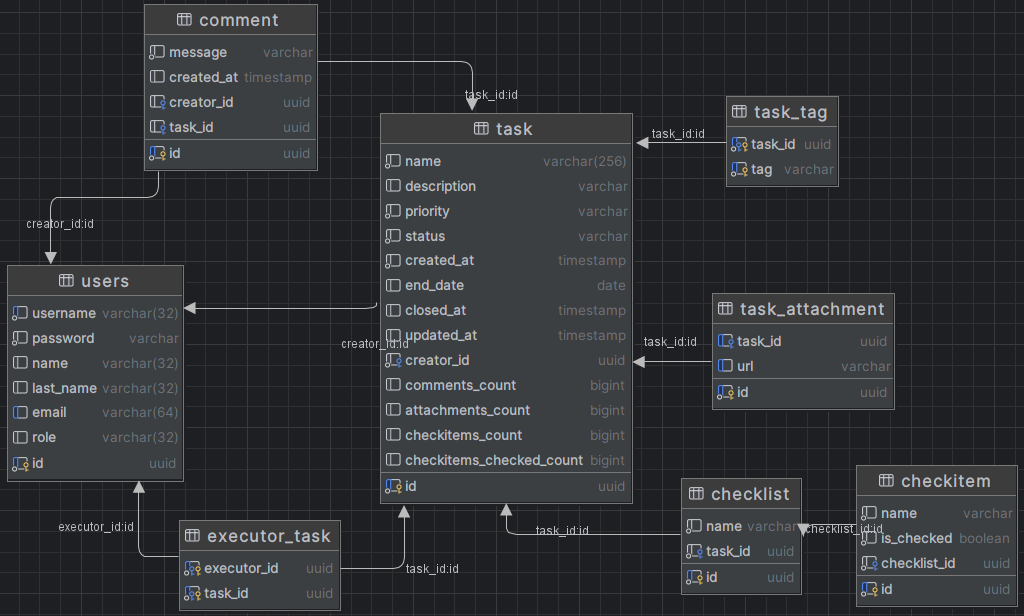 comment
message varchar
created_at timestamp
creator_id uuid
task_id uuid
id uuid
task_id:id
creator_id:id
task
name varchar(256)
description varchar
priority varchar
status varchar
created_at timestamp
end_date date
closed_at timestamp
updated_at timestamp
creator_id uuid
comments_count bigint
attachments_count bigint
checkitems_count bigint
checkitems_checked_count bigint
id uuid
task_id:id
task_tag
task_id uuid
tag varchar
users
username varchar(32)
password varchar
name varchar(32)
last_name varchar(32)
email varchar(64)
role varchar(32)
id uuid
creator_id:id
task_id:id
task_attachment
task_id uuid
url varchar
id uuid
executor_id:id
executor_task
executor_id uuid
task_id uuid
task_id:id
task_id:id
checklist
name varchar
task_id uuid
id uuid
checklist_id:id
checkitem
name varchar
is_checked boolean
checklist_id uuid
id uuid